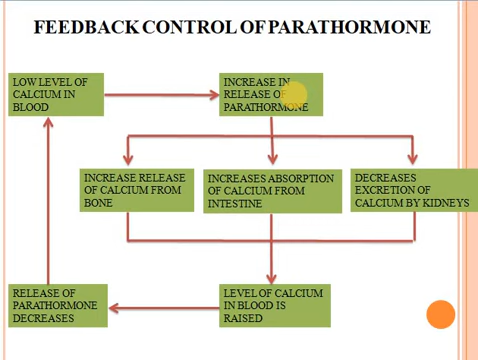 FEEDBACK CONTROL OF PARATHORMONE
LOW LEVEL OF
CALCIUM IN
BLOOD
INCREASE IN
RELEASE OF
PARATHORMONE
INCREASE RELEASE
OF CALCIUM FROM
BONE
INCREASES ABSORPTION
OF CALCIUM FROM
INTESTINE
DECREASES
EXCRETION OF
CALCIUM BY KIDNEYS
RELEASE OF
PARATHORMONE
DECREASES
LEVEL OF CALCIUM
IN BLOOD IS
RAISED